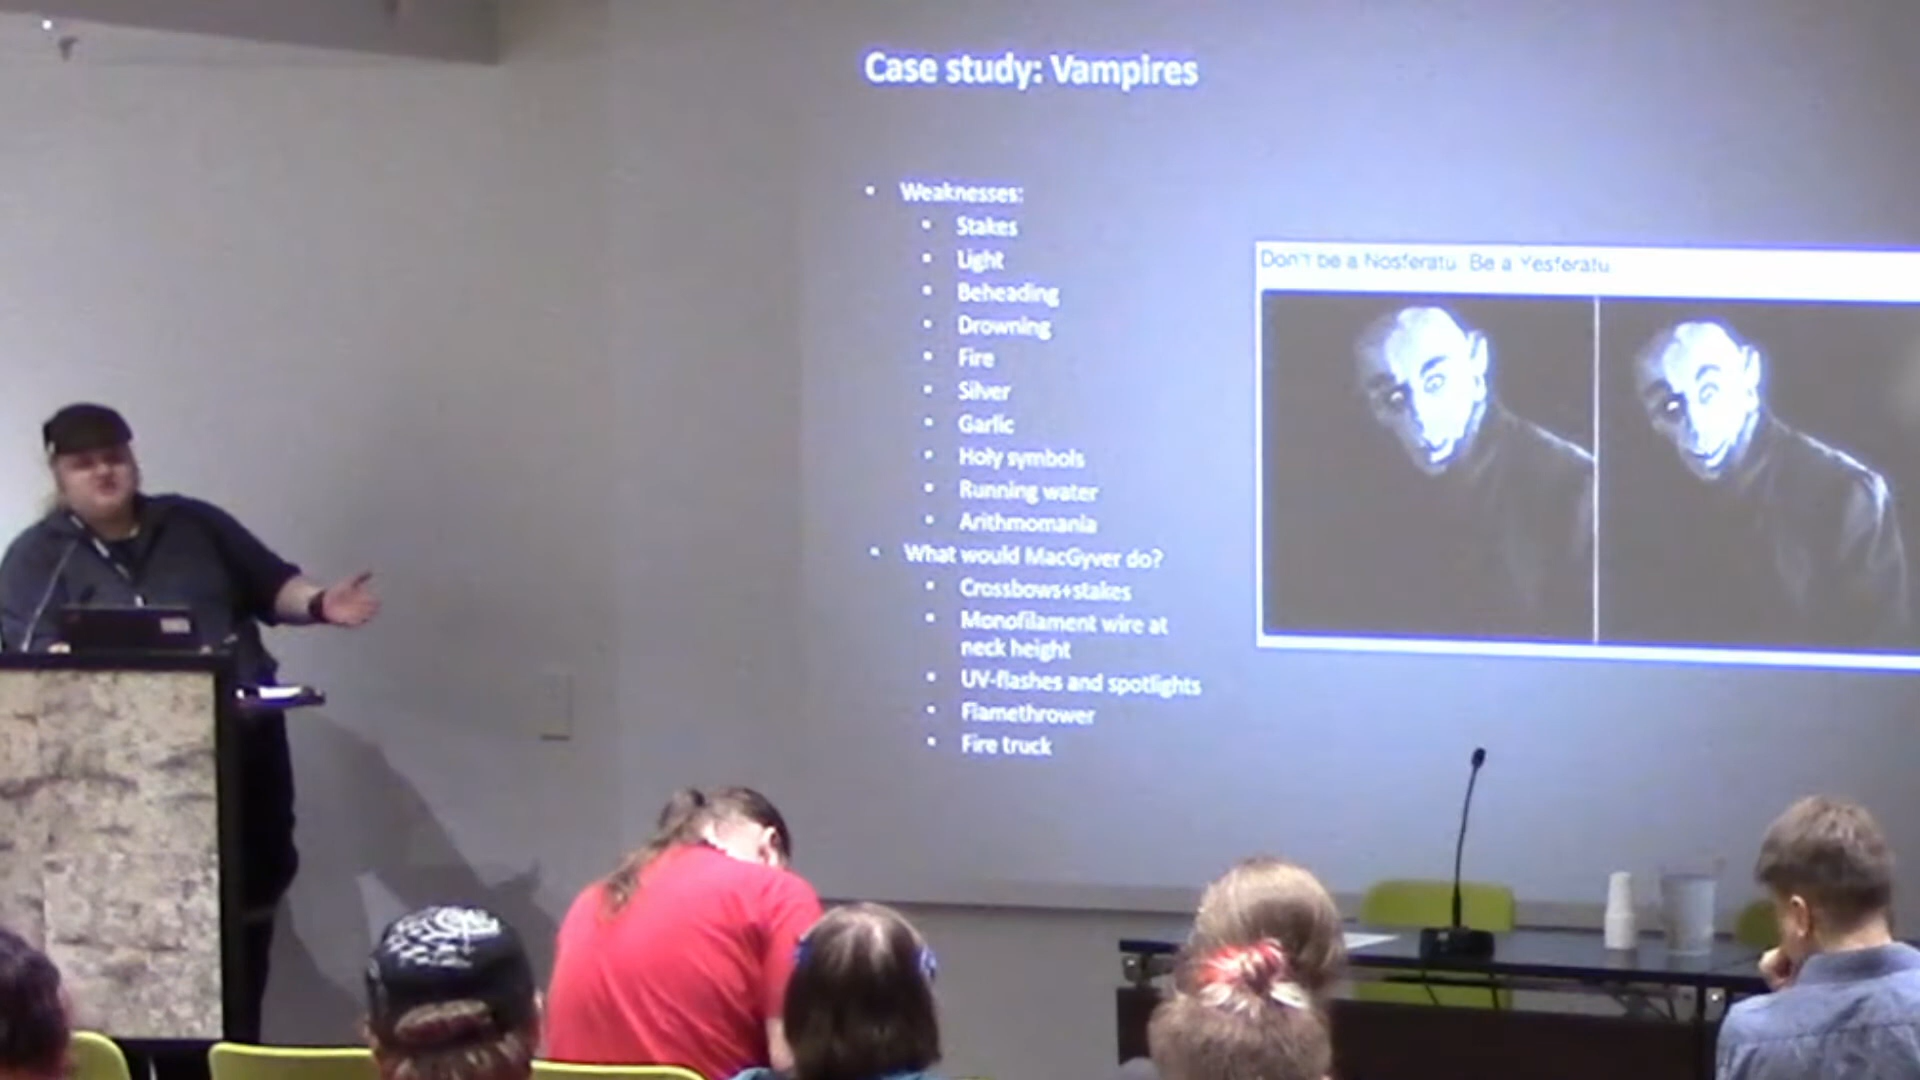 Case study: Vampires
Weaknesses:
Stakes
Light
Beheading
Drowning
Fire
Silver
Garlic
Holy symbols
Running water
Arithmomania
What would MacGyver do?
Crossbows+stakes
Monofilament wire at
neck height
UV-flashes and spotlights
Flamethrower
Fire truck
Don't be a Nosferatu. Be a Yesferatu.